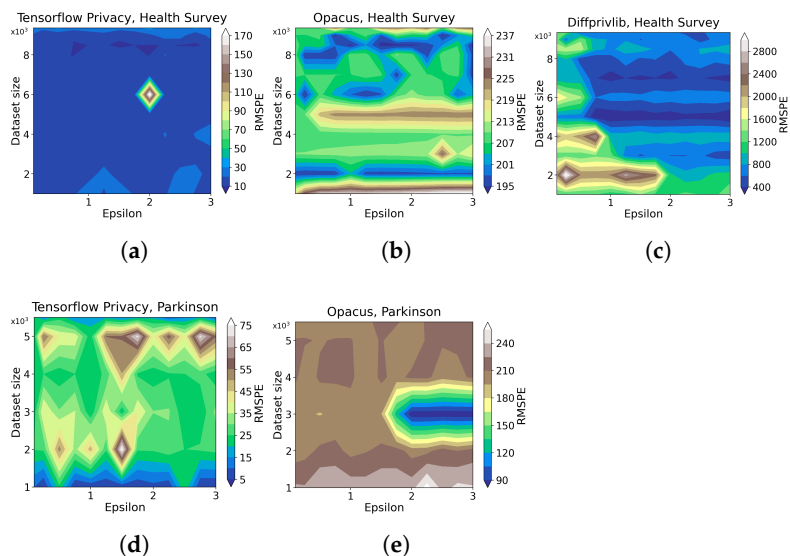 Tensorflow Privacy, Health Survey
x10³
8
6
4
2
1 2 3
Dataset size
Epsilon
170
150
130
110
90
70
50
30
10
RMSPE
(a)
Opacus, Health Survey
x10³
8
6
4
2
1 2 3
Dataset size
Epsilon
237
231
225
219
213
207
201
195
RMSPE
(b)
Diffprivlib, Health Survey
x10³
8
6
4
2
1 2 3
Dataset size
Epsilon
2800
2400
2000
1600
1200
800
400
RMSPE
(c)
Tensorflow Privacy, Parkinson
x10³
5
4
3
2
1
1 2 3
Dataset size
Epsilon
75
65
55
45
35
25
15
5
RMSPE
(d)
Opacus, Parkinson
x10³
5
4
3
2
1
1 2 3
Dataset size
Epsilon
240
210
180
150
120
90
RMSPE
(e)